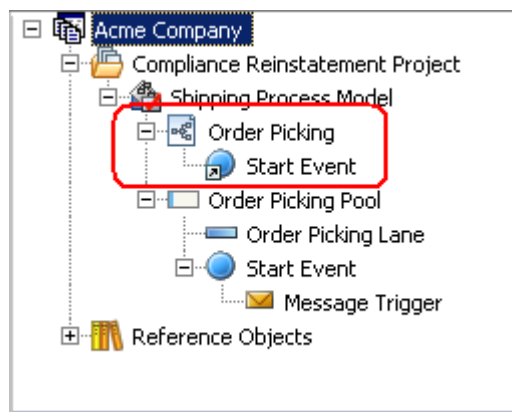 Acme Company
Compliance Reinstatement Project
Shipping Process Model
Order Picking
Start Event
Order Picking Pool
Order Picking Lane
Start Event
Message Trigger
Reference Objects